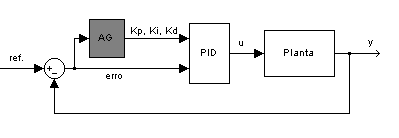 AG
Kp, Ki, Kd
ref.
+
−
erro
PID
u
Planta
y